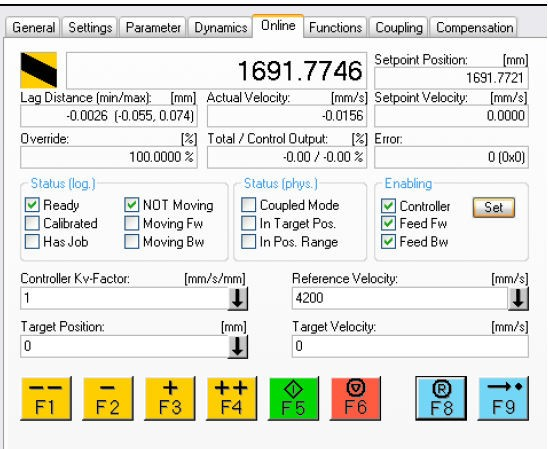 General Settings Parameter Dynamics Online Functions Coupling Compensation
1691.7746
Setpoint Position: [mm]
1691.7721
Lag Distance (min/max): [mm] Actual Velocity: [mm/s] Setpoint Velocity: [mm/s]
-0.0026 (-0.055, 0.074) -0.0156 0.0000
Override: [%] Total / Control Output: [%] Error:
100.0000 % -0.00 / -0.00 % 0 (0x0)
Status (log.) Status (phys.) Enabling
Ready NOT Moving Coupled Mode Controller Set
Calibrated Moving Fw In Target Pos. Feed Fw
Has Job Moving Bw In Pos. Range Feed Bw
Controller Kv-Factor: [mm/s/mm] Reference Velocity: [mm/s]
1 4200
Target Position: [mm] Target Velocity: [mm/s]
0 0
-- - + ++ R
F1 F2 F3 F4 F5 F6 F8 F9